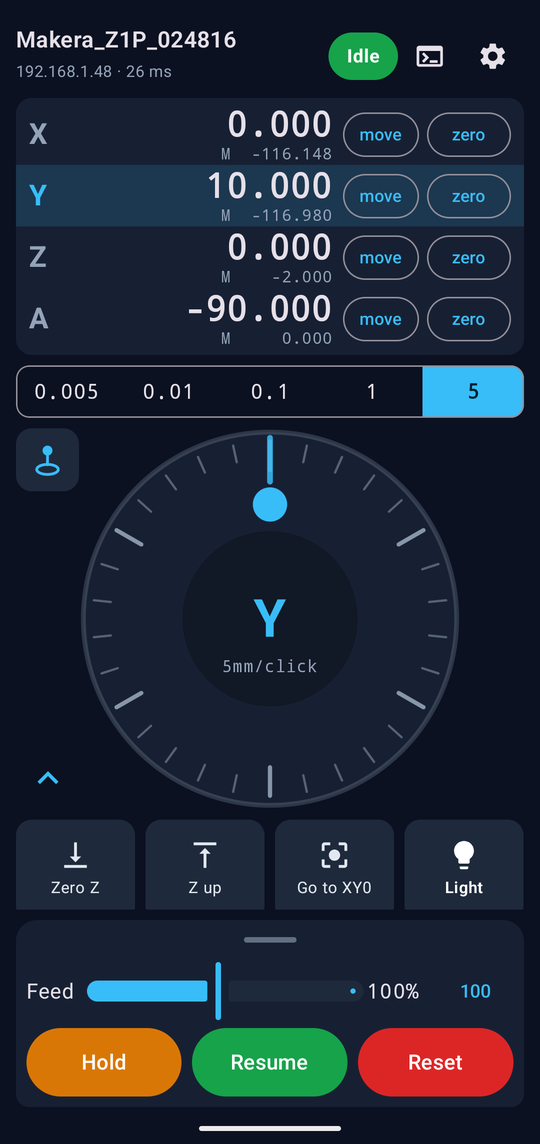 Makera_Z1P_024816
192.168.1.48 · 26 ms
Idle
X 0.000 move zero
M -116.148
Y 10.000 move zero
M -116.980
Z 0.000 move zero
M -2.000
A -90.000 move zero
M 0.000
0.005 0.01 0.1 1 5
Y
5mm/click
Zero Z Z up Go to XY0 Light
Feed 100% 100
Hold Resume Reset